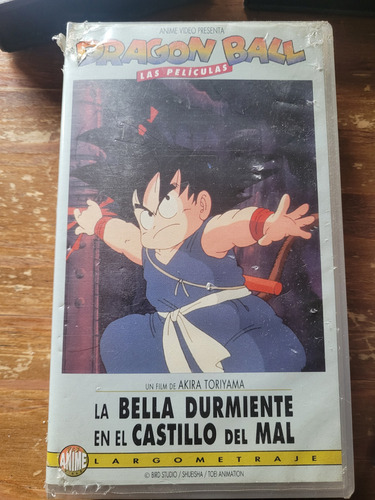 ANIME VIDEO PRESENTA
DRAGON BALL
LAS PELÍCULAS
UN FILM DE AKIRA TORIYAMA
LA BELLA DURMIENTE
EN EL CASTILLO DEL MAL
ANIME
LARGOMETRAJE
© BIRD STUDIO / SHUEISHA / TOEI ANIMATION